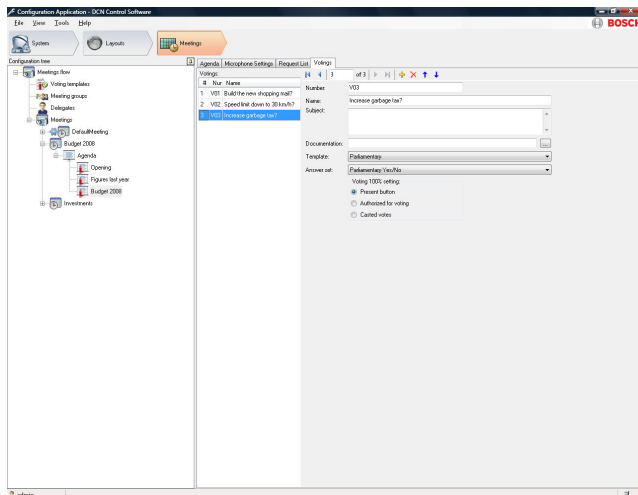 Configuration Application - DCN Control Software
File View Tools Help
BOSCH
System Layouts Meetings
Configuration tree
Meetings flow
Voting templates
Meeting groups
Delegates
Meetings
DefaultMeeting
Budget 2008
Agenda
Opening
Figures last year
Budget 2008
Investments
Agenda Microphone Settings Request List Votings
Votings:
# Nur Name
1 V01 Build the new shopping mall?
2 V02 Speed limit down to 30 km/h?
3 V03 Increase garbage tax?
3 of 3
Number: V03
Name: Increase garbage tax?
Subject:
Documentation: ...
Template: Parliamentary
Answer set: Parliamentary Yes/No
Voting 100% setting:
Present button
Authorized for voting
Casted votes
admin